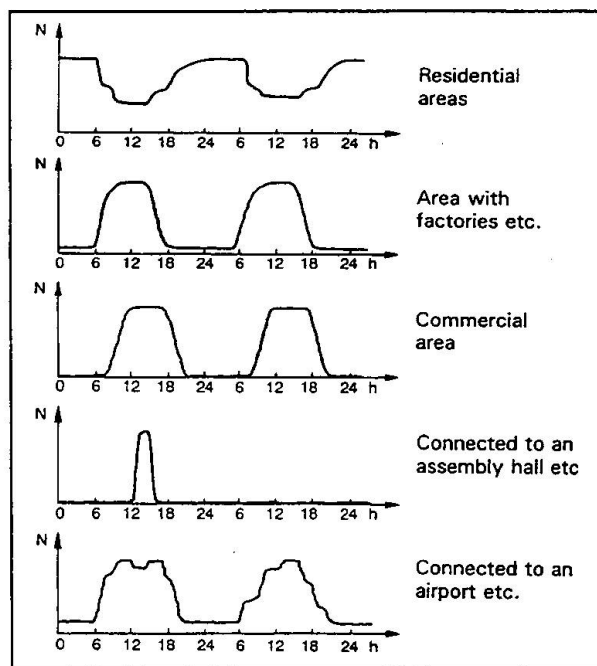 N
0 6 12 18 24 6 12 18 24 h
Residential
areas
N
0 6 12 18 24 6 12 18 24 h
Area with
factories etc.
N
0 6 12 18 24 6 12 18 24 h
Commercial
area
N
0 6 12 18 24 6 12 18 24 h
Connected to an
assembly hall etc
N
0 6 12 18 24 6 12 18 24 h
Connected to an
airport etc.